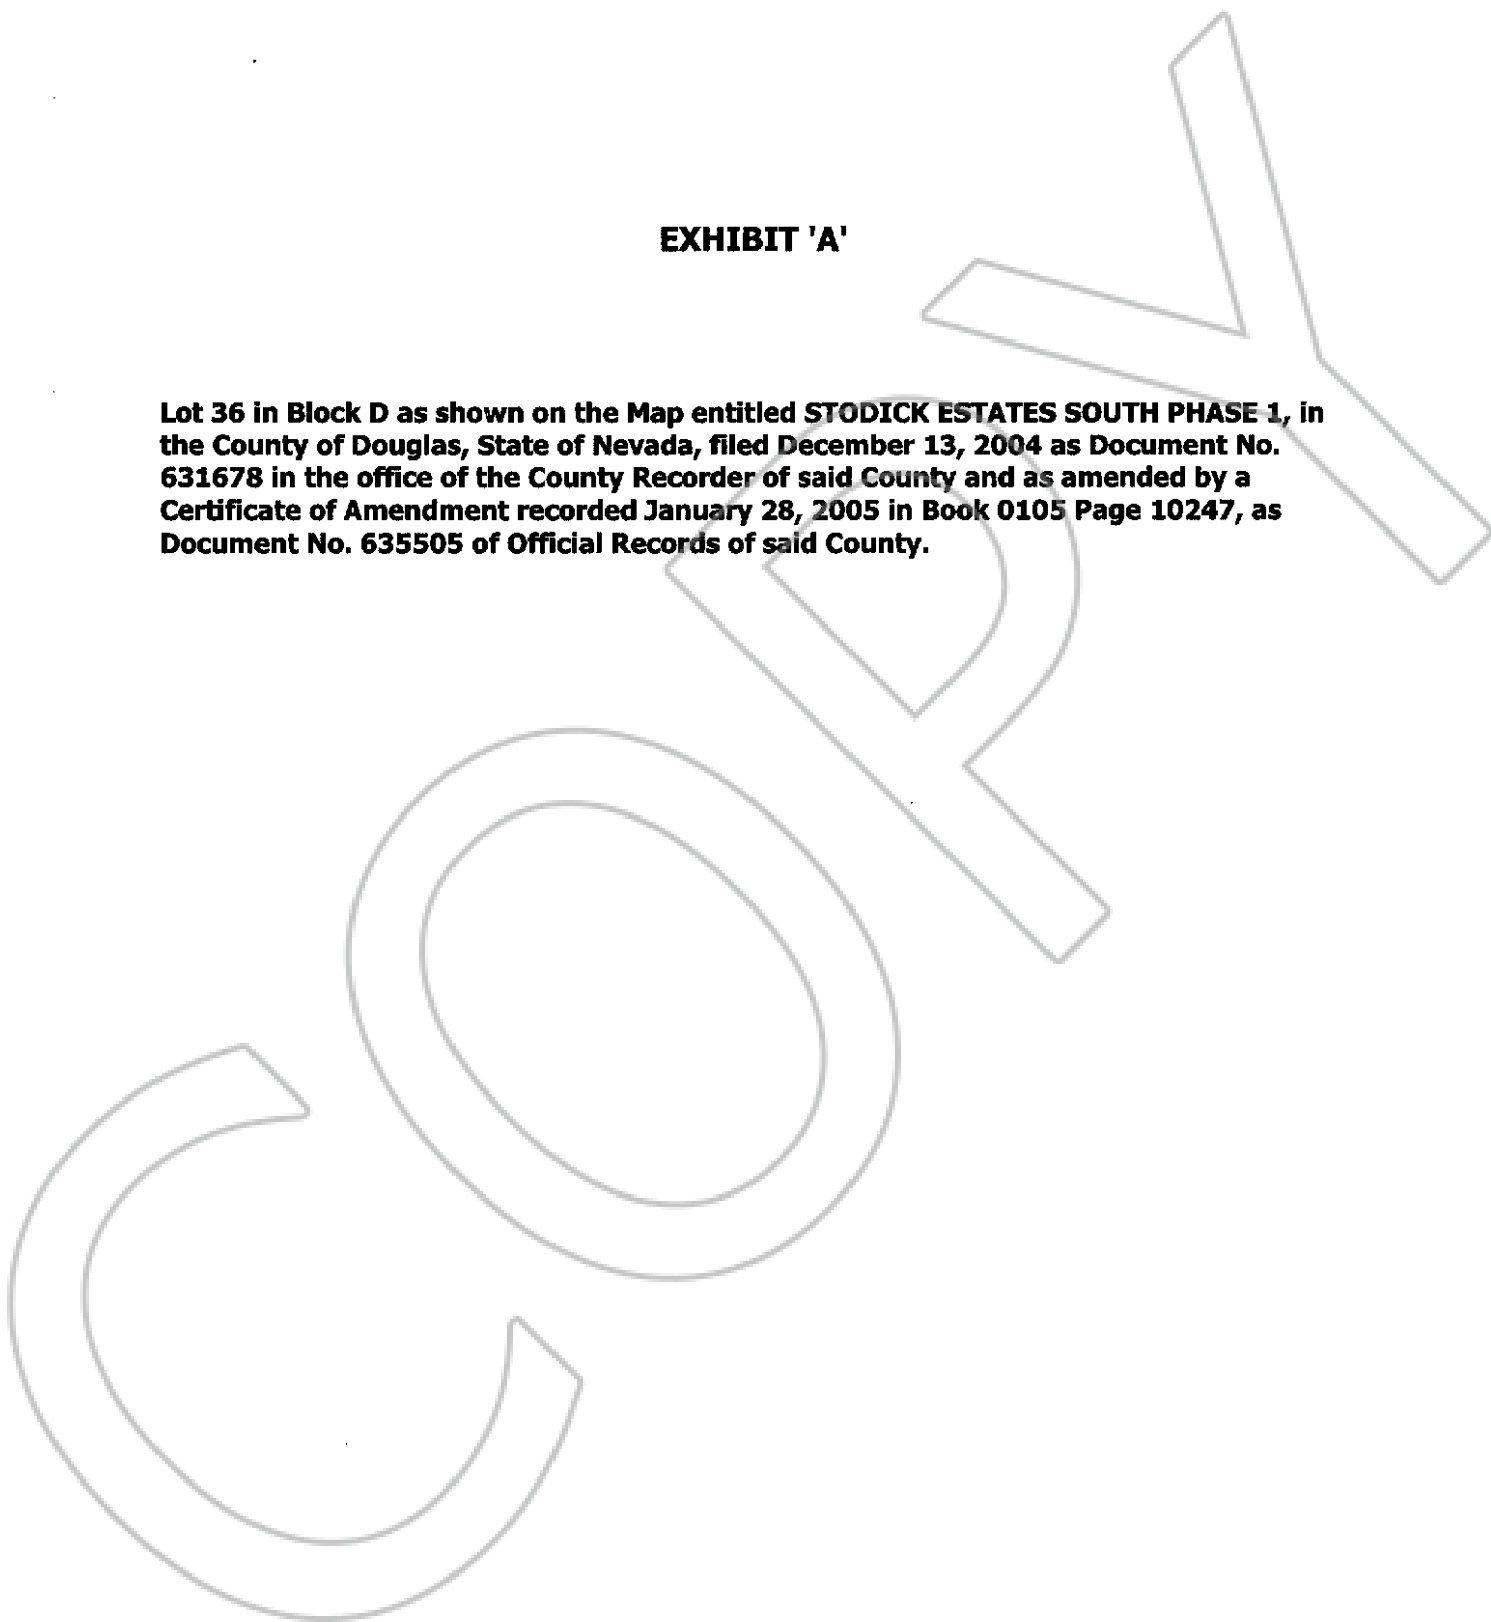 EXHIBIT 'A'
Lot 36 in Block D as shown on the Map entitled STODICK ESTATES SOUTH PHASE 1, in
the County of Douglas, State of Nevada, filed December 13, 2004 as Document No.
631678 in the office of the County Recorder of said County and as amended by a
Certificate of Amendment recorded January 28, 2005 in Book 0105 Page 10247, as
Document No. 635505 of Official Records of said County.
COPY